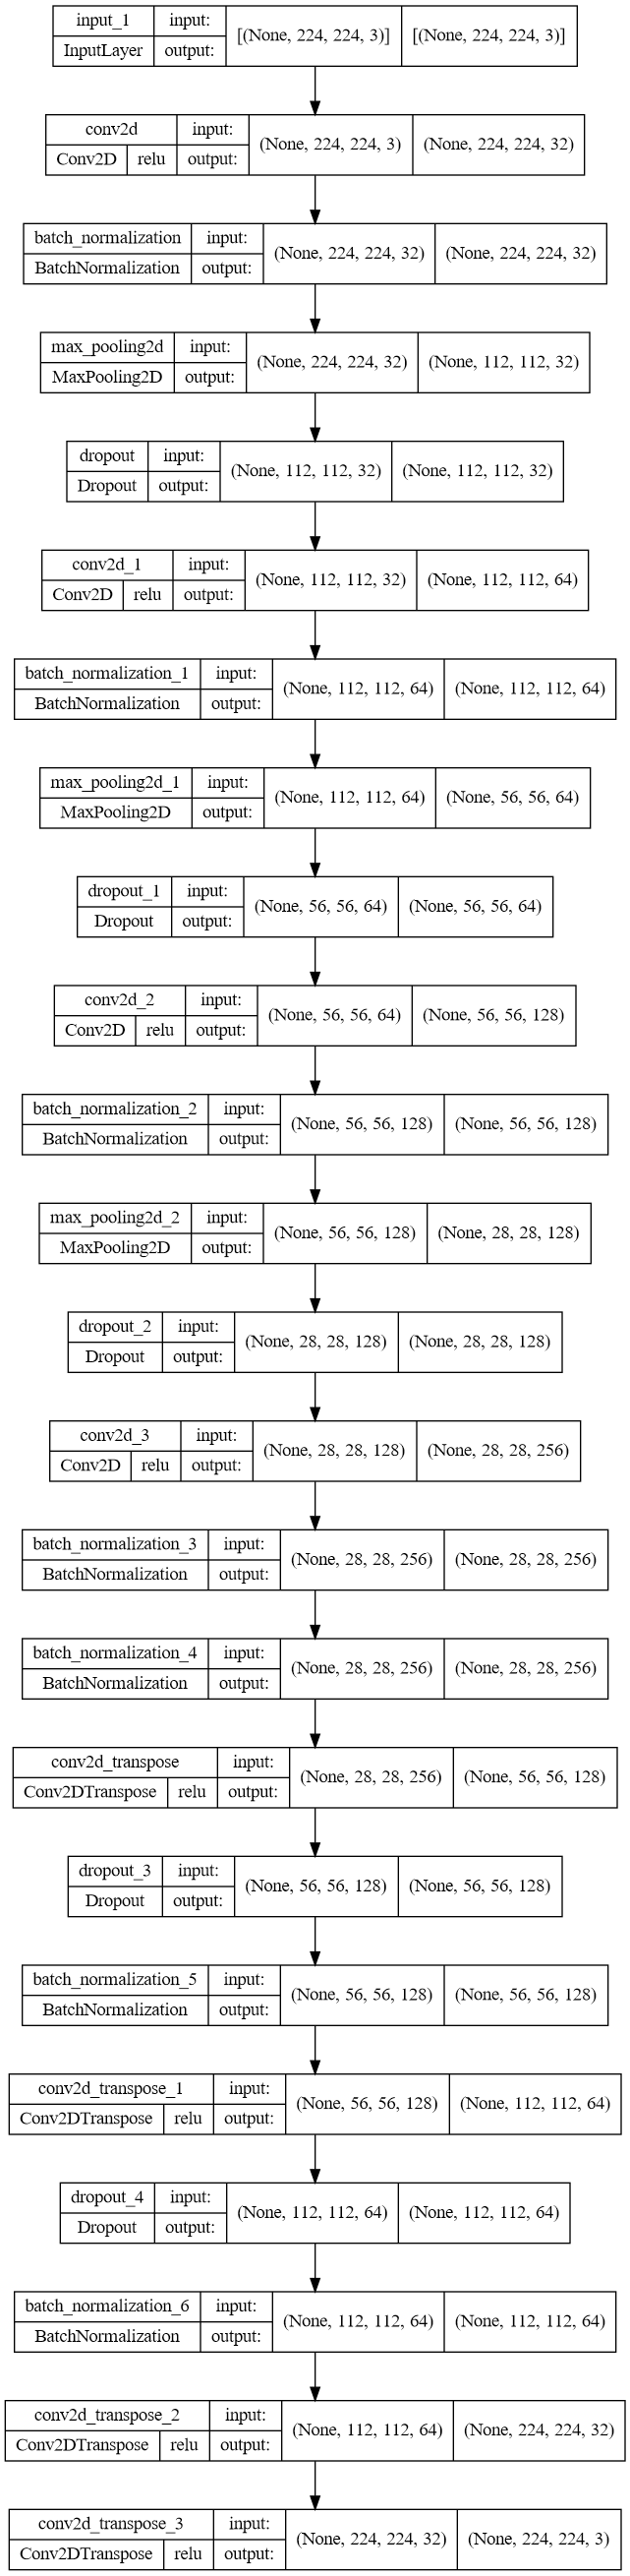 input_1 input: [(None, 224, 224, 3)] [(None, 224, 224, 3)]
InputLayer output:
conv2d input: (None, 224, 224, 3) (None, 224, 224, 32)
Conv2D relu output:
batch_normalization input: (None, 224, 224, 32) (None, 224, 224, 32)
BatchNormalization output:
max_pooling2d input: (None, 224, 224, 32) (None, 112, 112, 32)
MaxPooling2D output:
dropout input: (None, 112, 112, 32) (None, 112, 112, 32)
Dropout output:
conv2d_1 input: (None, 112, 112, 32) (None, 112, 112, 64)
Conv2D relu output:
batch_normalization_1 input: (None, 112, 112, 64) (None, 112, 112, 64)
BatchNormalization output:
max_pooling2d_1 input: (None, 112, 112, 64) (None, 56, 56, 64)
MaxPooling2D output:
dropout_1 input: (None, 56, 56, 64) (None, 56, 56, 64)
Dropout output:
conv2d_2 input: (None, 56, 56, 64) (None, 56, 56, 128)
Conv2D relu output:
batch_normalization_2 input: (None, 56, 56, 128) (None, 56, 56, 128)
BatchNormalization output:
max_pooling2d_2 input: (None, 56, 56, 128) (None, 28, 28, 128)
MaxPooling2D output:
dropout_2 input: (None, 28, 28, 128) (None, 28, 28, 128)
Dropout output:
conv2d_3 input: (None, 28, 28, 128) (None, 28, 28, 256)
Conv2D relu output:
batch_normalization_3 input: (None, 28, 28, 256) (None, 28, 28, 256)
BatchNormalization output:
batch_normalization_4 input: (None, 28, 28, 256) (None, 28, 28, 256)
BatchNormalization output:
conv2d_transpose input: (None, 28, 28, 256) (None, 56, 56, 128)
Conv2DTranspose relu output:
dropout_3 input: (None, 56, 56, 128) (None, 56, 56, 128)
Dropout output:
batch_normalization_5 input: (None, 56, 56, 128) (None, 56, 56, 128)
BatchNormalization output:
conv2d_transpose_1 input: (None, 56, 56, 128) (None, 112, 112, 64)
Conv2DTranspose relu output:
dropout_4 input: (None, 112, 112, 64) (None, 112, 112, 64)
Dropout output:
batch_normalization_6 input: (None, 112, 112, 64) (None, 112, 112, 64)
BatchNormalization output:
conv2d_transpose_2 input: (None, 112, 112, 64) (None, 224, 224, 32)
Conv2DTranspose relu output:
conv2d_transpose_3 input: (None, 224, 224, 32) (None, 224, 224, 3)
Conv2DTranspose relu output: